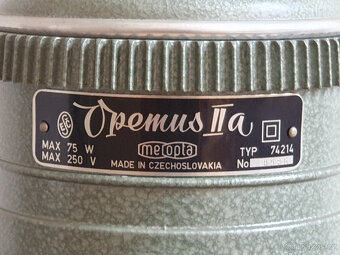 Opemus IIa
MAX 75 W
MAX 250 V
meopta
MADE IN CZECHOSLOVAKIA
TYP 74214
No